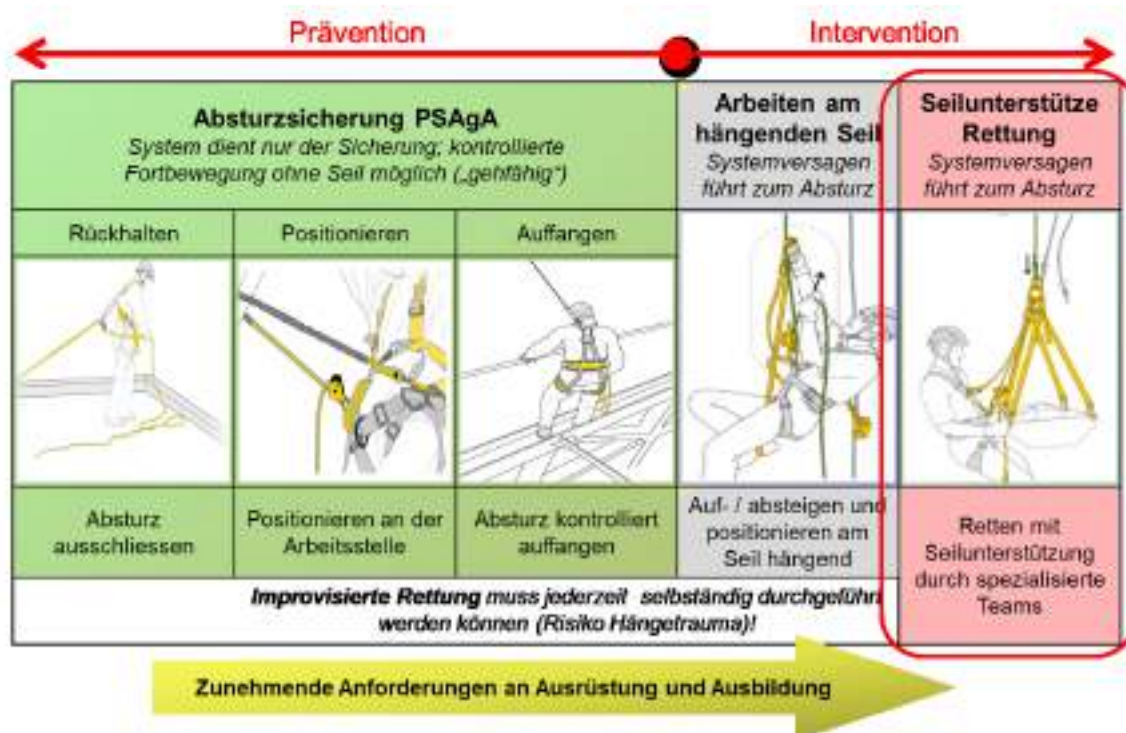 Prävention
Intervention
Absturzsicherung PSAgA
System dient nur der Sicherung; kontrollierte
Fortbewegung ohne Seil möglich („gehfähig“)
Arbeiten am
hängenden Seil
Systemversagen
führt zum Absturz
Seilunterstütze
Rettung
Systemversagen
führt zum Absturz
Rückhalten
Positionieren
Auffangen
Absturz
ausschliessen
Positionieren an der
Arbeitsstelle
Absturz kontrolliert
auffangen
Auf- / absteigen und
positionieren am
Seil hängend
Retten mit
Seilunterstützung
durch spezialisierte
Teams
Improvisierte Rettung muss jederzeit selbständig durchgeführ
werden können (Risiko Hängetrauma)!
Zunehmende Anforderungen an Ausrüstung und Ausbildung